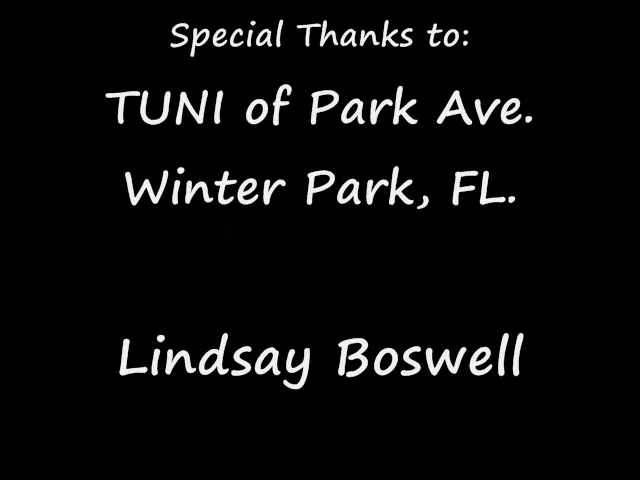 Special Thanks to:
TUNI of Park Ave.
Winter Park, FL.
Lindsay Boswell